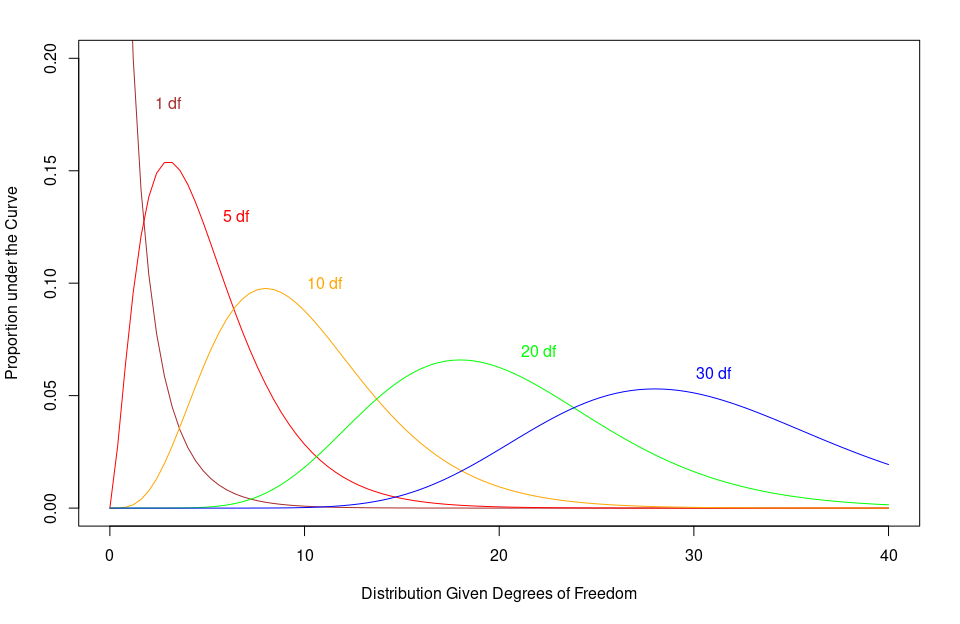 0.20
0.15
0.10
0.05
0.00
Proportion under the Curve
1 df
5 df
10 df
20 df
30 df
0 10 20 30 40
Distribution Given Degrees of Freedom